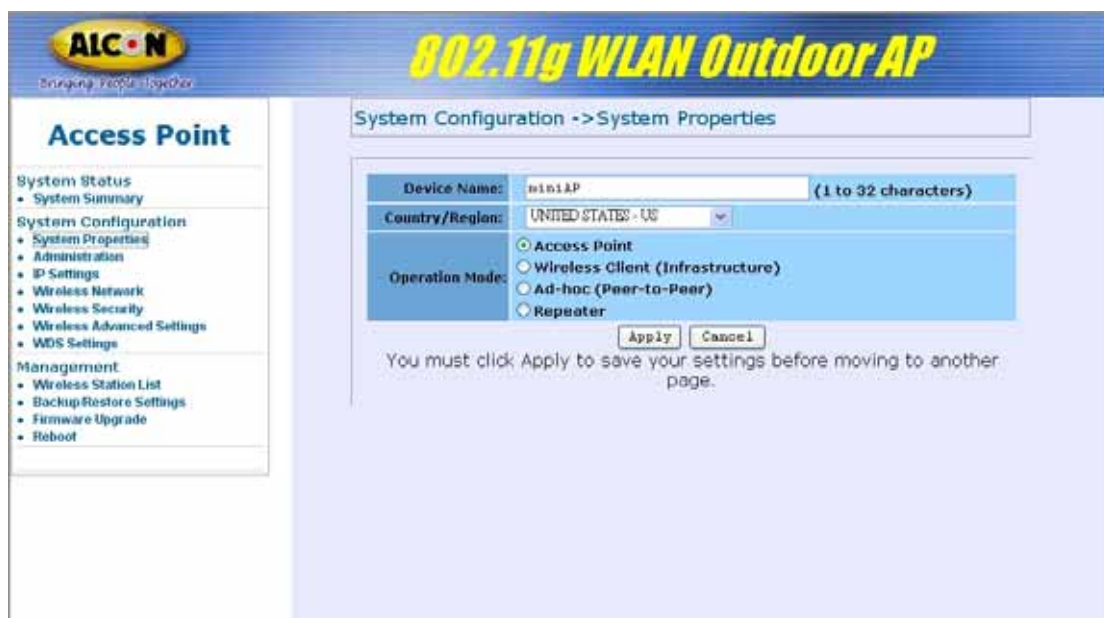 ALCON
Bringing People Together
802.11g WLAN Outdoor AP
Access Point
System Status
System Summary
System Configuration
System Properties
Administration
IP Settings
Wireless Network
Wireless Security
Wireless Advanced Settings
WDS Settings
Management
Wireless Station List
Backup/Restore Settings
Firmware Upgrade
Reboot
System Configuration ->System Properties
Device Name: miniAP (1 to 32 characters)
Country/Region: UNITED STATES - US
Operation Mode:
Access Point
Wireless Client (Infrastructure)
Ad-hoc (Peer-to-Peer)
Repeater
Apply Cancel
You must click Apply to save your settings before moving to another
page.